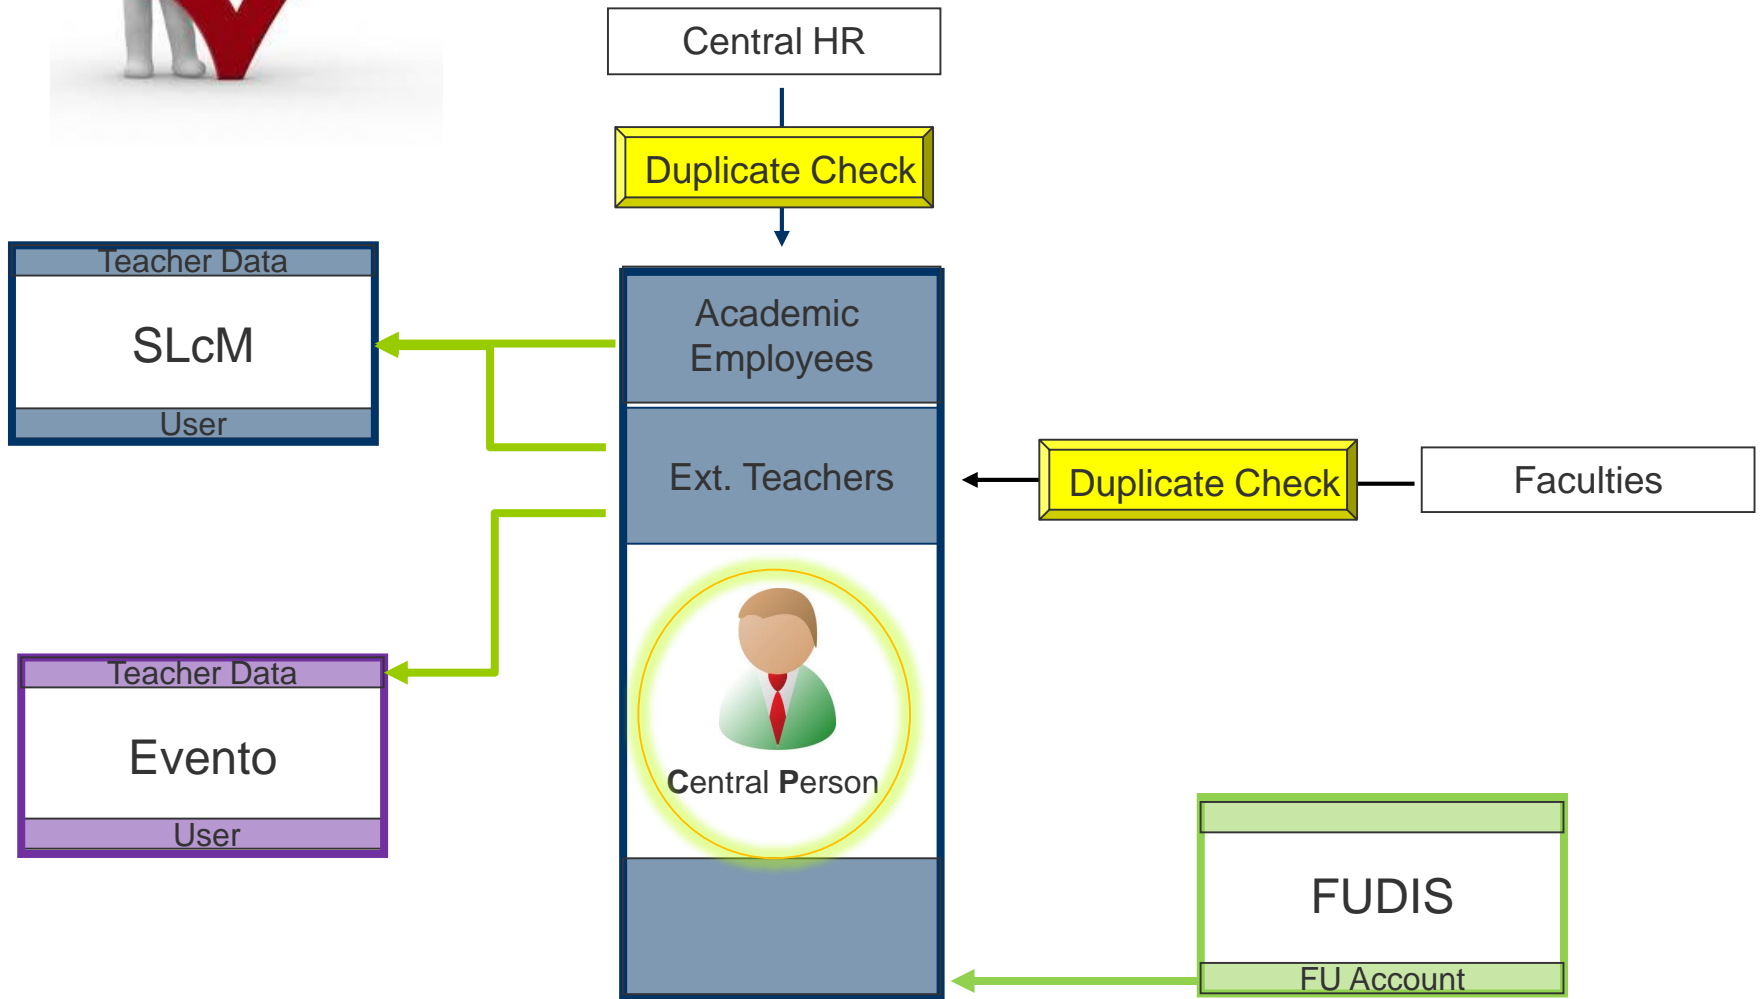 Central HR
Duplicate Check
Teacher Data
SLcM
User
Academic
Employees
Ext. Teachers
Duplicate Check
Faculties
Teacher Data
Evento
User
Central Person
FUDIS
FU Account